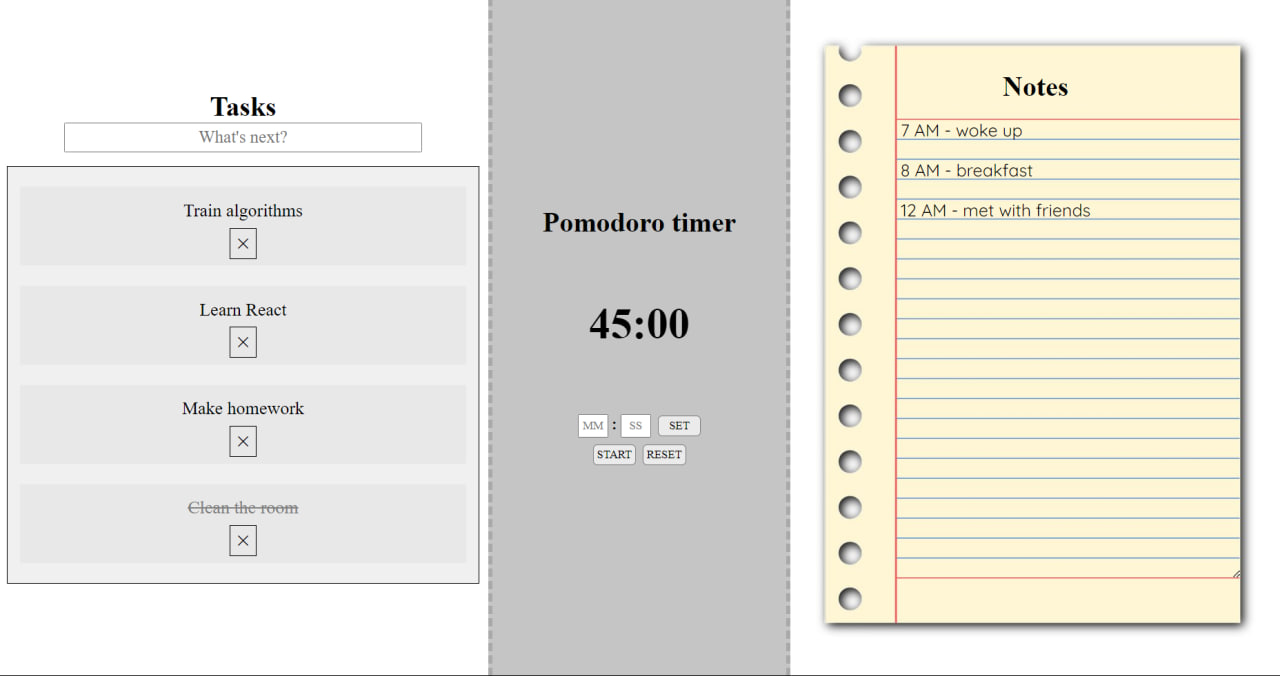 Tasks
What's next?
Train algorithms
×
Learn React
×
Make homework
×
Clean the room
×
Pomodoro timer
45:00
MM : SS SET
START RESET
Notes
7 AM - woke up
8 AM - breakfast
12 AM - met with friends